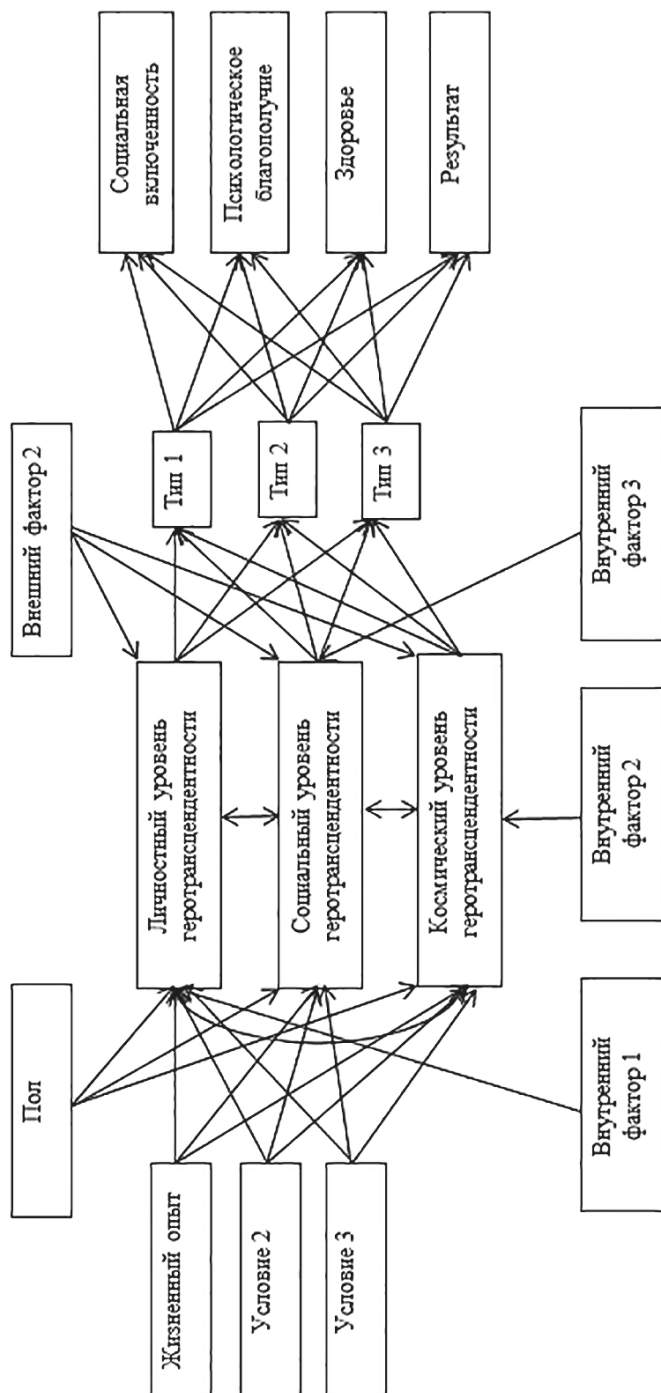 Пол
Внешний фактор 2
Жизненный опыт
Условие 2
Условие 3
Личностный уровень
геротрансцендентности
Социальный уровень
геротрансцендентности
Космический уровень
геротрансцендентности
Тип 1
Тип 2
Тип 3
Социальная
включенность
Психологическое
благополучие
Здоровье
Результат
Внутренний
фактор 1
Внутренний
фактор 2
Внутренний
фактор 3